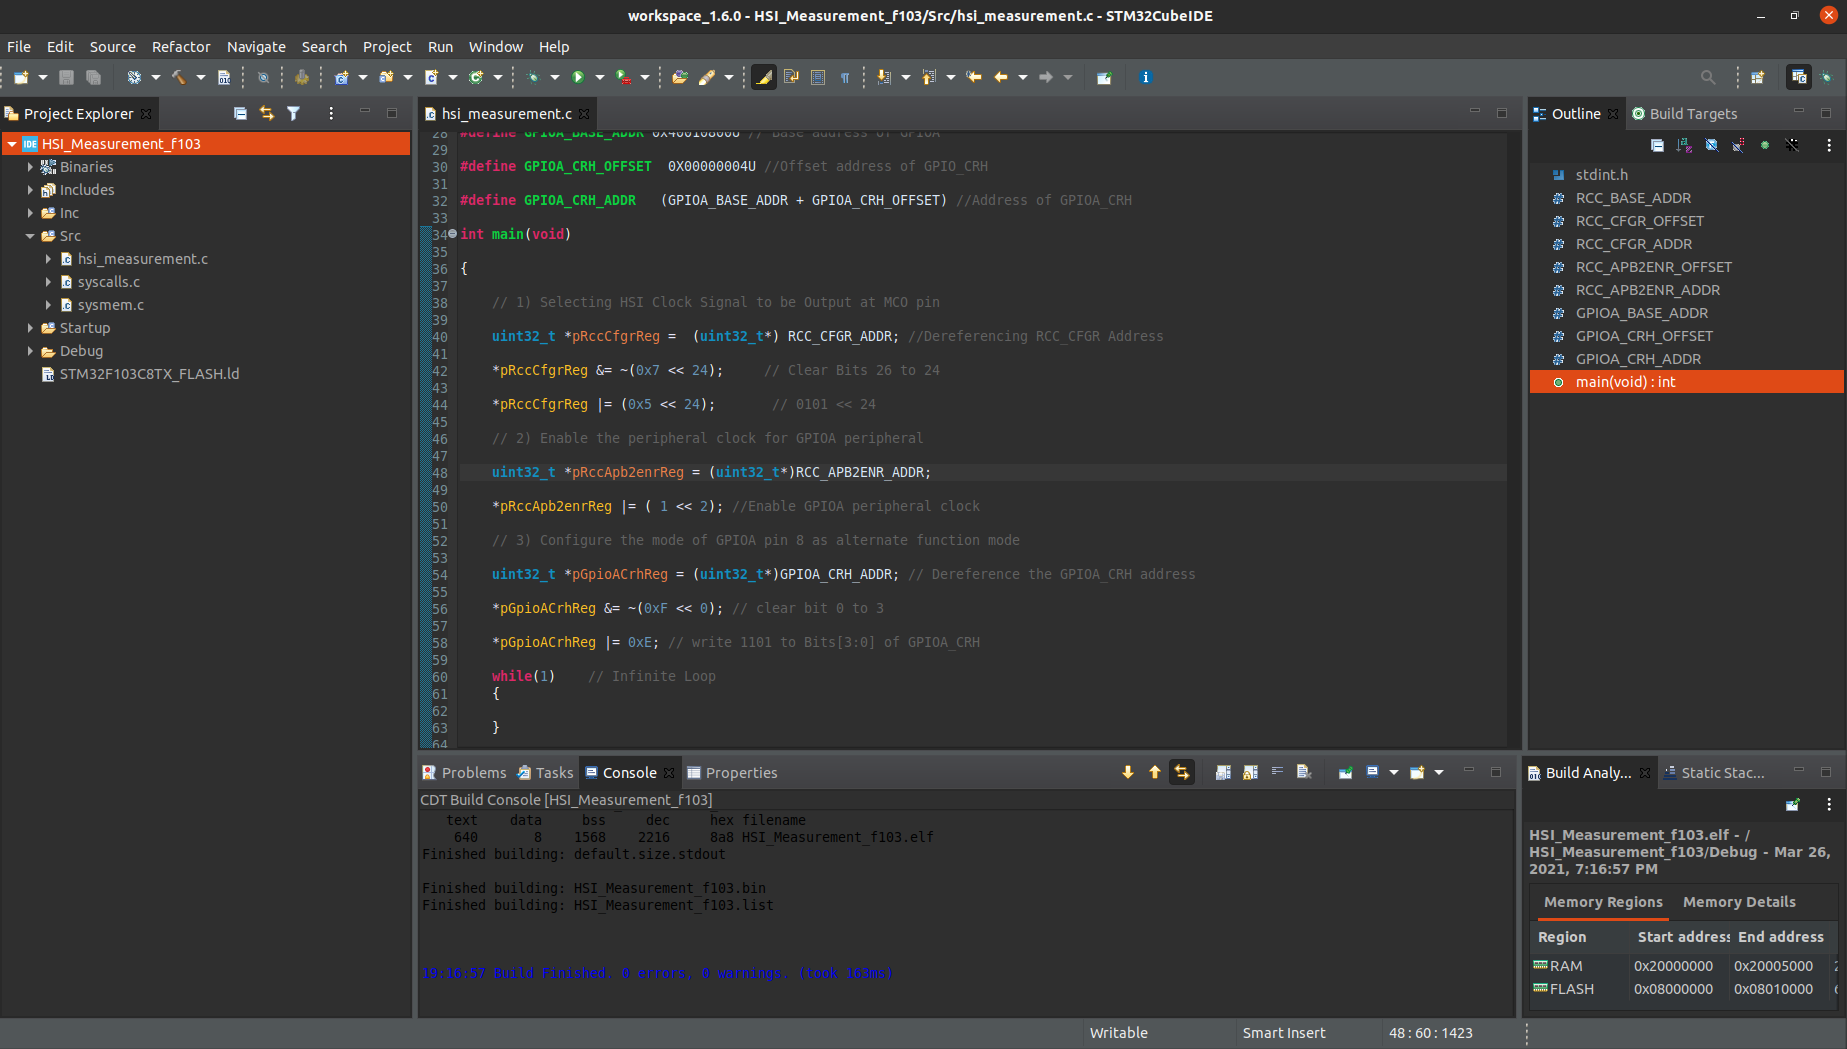 workspace_1.6.0 - HSI_Measurement_f103/Src/hsi_measurement.c - STM32CubeIDE
File Edit Source Refactor Navigate Search Project Run Window Help
Project Explorer
HSI_Measurement_f103
Binaries
Includes
Inc
Src
hsi_measurement.c
syscalls.c
sysmem.c
Startup
Debug
STM32F103C8TX_FLASH.ld
hsi_measurement.c
28 #define GPIOA_BASE_ADDR 0x40010800U // Base address of GPIOA
29
30 #define GPIOA_CRH_OFFSET 0X00000004U //Offset address of GPIO_CRH
31
32 #define GPIOA_CRH_ADDR (GPIOA_BASE_ADDR + GPIOA_CRH_OFFSET) //Address of GPIOA_CRH
33
34 int main(void)
35
36 {
37
38 // 1) Selecting HSI Clock Signal to be Output at MCO pin
39
40 uint32_t *pRccCfgrReg = (uint32_t*) RCC_CFGR_ADDR; //Dereferencing RCC_CFGR Address
41
42 *pRccCfgrReg &= ~(0x7 << 24); // Clear Bits 26 to 24
43
44 *pRccCfgrReg |= (0x5 << 24); // 0101 << 24
45
46 // 2) Enable the peripheral clock for GPIOA peripheral
47
48 uint32_t *pRccApb2enrReg = (uint32_t*)RCC_APB2ENR_ADDR;
49
50 *pRccApb2enrReg |= ( 1 << 2); //Enable GPIOA peripheral clock
51
52 // 3) Configure the mode of GPIOA pin 8 as alternate function mode
53
54 uint32_t *pGpioACrhReg = (uint32_t*)GPIOA_CRH_ADDR; // Dereference the GPIOA_CRH address
55
56 *pGpioACrhReg &= ~(0xF << 0); // clear bit 0 to 3
57
58 *pGpioACrhReg |= 0xE; // write 1101 to Bits[3:0] of GPIOA_CRH
59
60 while(1) // Infinite Loop
61 {
62
63 }
64
Outline Build Targets
stdint.h
RCC_BASE_ADDR
RCC_CFGR_OFFSET
RCC_CFGR_ADDR
RCC_APB2ENR_OFFSET
RCC_APB2ENR_ADDR
GPIOA_BASE_ADDR
GPIOA_CRH_OFFSET
GPIOA_CRH_ADDR
main(void) : int
Problems Tasks Console Properties
CDT Build Console [HSI_Measurement_f103]
text data bss dec hex filename
640 8 1568 2216 8a8 HSI_Measurement_f103.elf
Finished building: default.size.stdout
Finished building: HSI_Measurement_f103.bin
Finished building: HSI_Measurement_f103.list
19:16:57 Build Finished. 0 errors, 0 warnings. (took 163ms)
Build Analy... Static Stac...
HSI_Measurement_f103.elf - /
HSI_Measurement_f103/Debug - Mar 26,
2021, 7:16:57 PM
Memory Regions Memory Details
Region Start address End address
RAM 0x20000000 0x20005000
FLASH 0x08000000 0x08010000
Writable Smart Insert 48 : 60 : 1423